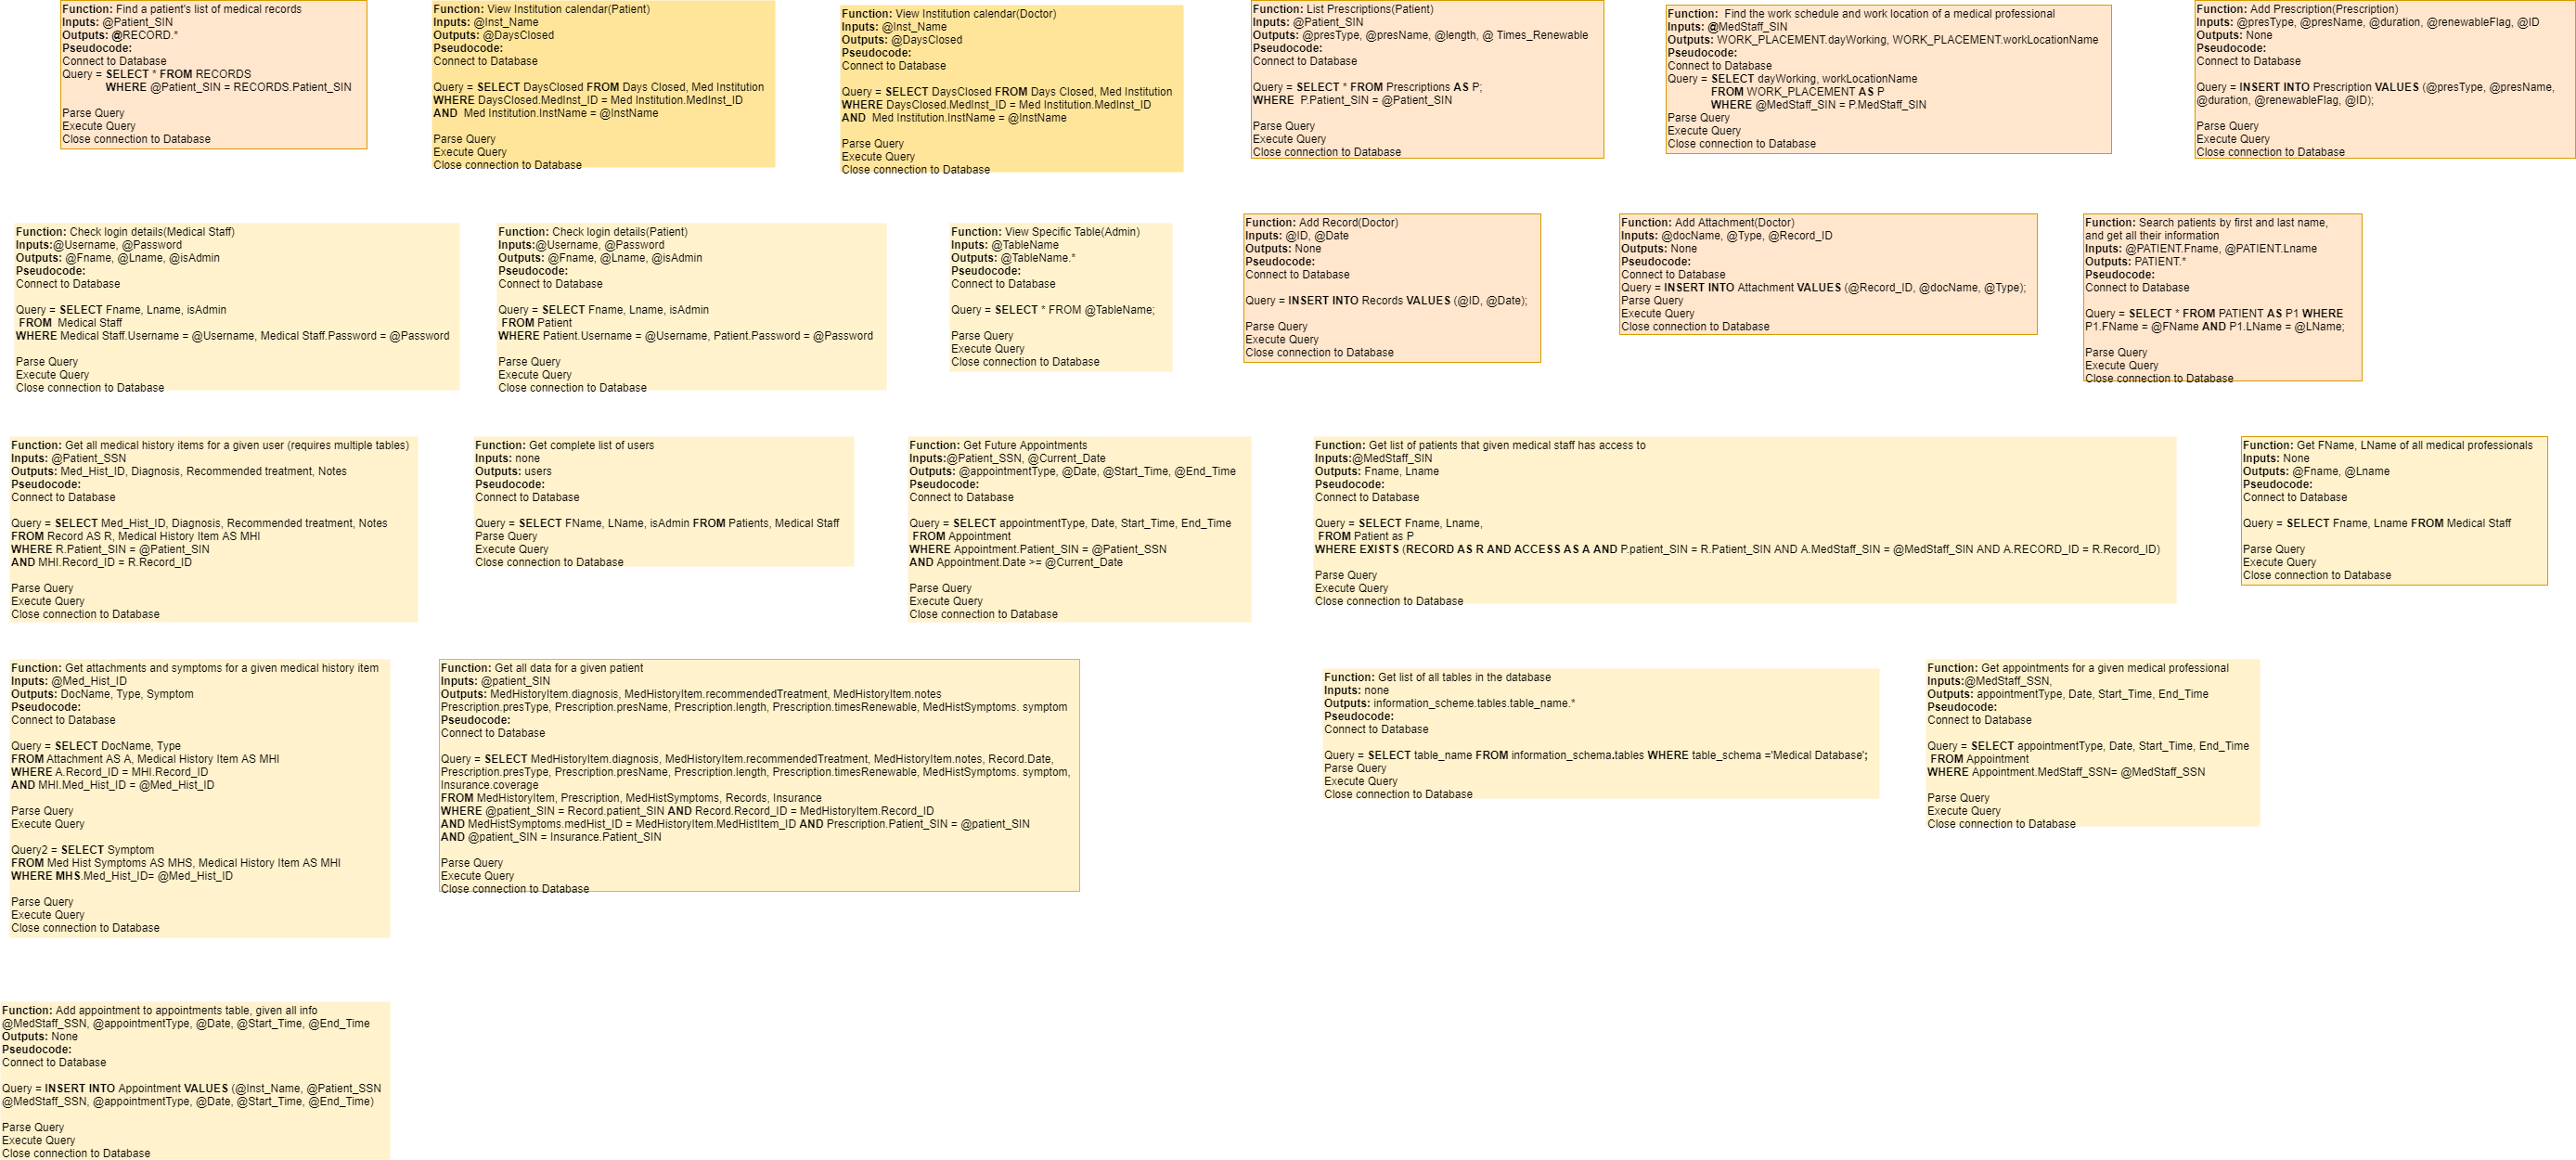 Function: Find a patient's list of medical records
Inputs: @Patient_SIN
Outputs: @RECORD.*
Pseudocode:
Connect to Database
Query = SELECT * FROM RECORDS
WHERE @Patient_SIN = RECORDS.Patient_SIN
Parse Query
Execute Query
Close connection to Database
Function: View Institution calendar(Patient)
Inputs: @Inst_Name
Outputs: @DaysClosed
Pseudocode:
Connect to Database
Query = SELECT DaysClosed FROM Days Closed, Med Institution
WHERE DaysClosed.MedInst_ID = Med Institution.MedInst_ID
AND  Med Institution.InstName = @InstName
Parse Query
Execute Query
Close connection to Database
Function: View Institution calendar(Doctor)
Inputs: @Inst_Name
Outputs: @DaysClosed
Pseudocode:
Connect to Database
Query = SELECT DaysClosed FROM Days Closed, Med Institution
WHERE DaysClosed.MedInst_ID = Med Institution.MedInst_ID
AND  Med Institution.InstName = @InstName
Parse Query
Execute Query
Close connection to Database
Function: List Prescriptions(Patient)
Inputs: @Patient_SIN
Outputs: @presType, @presName, @length, @ Times_Renewable
Pseudocode:
Connect to Database
Query = SELECT * FROM Prescriptions AS P;
WHERE  P.Patient_SIN = @Patient_SIN
Parse Query
Execute Query
Close connection to Database
Function:  Find the work schedule and work location of a medical professional
Inputs: @MedStaff_SIN
Outputs: WORK_PLACEMENT.dayWorking, WORK_PLACEMENT.workLocationName
Pseudocode:
Connect to Database
Query = SELECT dayWorking, workLocationName
FROM WORK_PLACEMENT AS P
WHERE @MedStaff_SIN = P.MedStaff_SIN
Parse Query
Execute Query
Close connection to Database
Function: Add Prescription(Prescription)
Inputs: @presType, @presName, @duration, @renewableFlag, @ID
Outputs: None
Pseudocode:
Connect to Database
Query = INSERT INTO Prescription VALUES (@presType, @presName,
@duration, @renewableFlag, @ID);
Parse Query
Execute Query
Close connection to Database
Function: Check login details(Medical Staff)
Inputs:@Username, @Password
Outputs: @Fname, @Lname, @isAdmin
Pseudocode:
Connect to Database
Query = SELECT Fname, Lname, isAdmin
FROM  Medical Staff
WHERE Medical Staff.Username = @Username, Medical Staff.Password = @Password
Parse Query
Execute Query
Close connection to Database
Function: Check login details(Patient)
Inputs:@Username, @Password
Outputs: @Fname, @Lname, @isAdmin
Pseudocode:
Connect to Database
Query = SELECT Fname, Lname, isAdmin
FROM Patient
WHERE Patient.Username = @Username, Patient.Password = @Password
Parse Query
Execute Query
Close connection to Database
Function: View Specific Table(Admin)
Inputs: @TableName
Outputs: @TableName.*
Pseudocode:
Connect to Database
Query = SELECT * FROM @TableName;
Parse Query
Execute Query
Close connection to Database
Function: Add Record(Doctor)
Inputs: @ID, @Date
Outputs: None
Pseudocode:
Connect to Database
Query = INSERT INTO Records VALUES (@ID, @Date);
Parse Query
Execute Query
Close connection to Database
Function: Add Attachment(Doctor)
Inputs: @docName, @Type, @Record_ID
Outputs: None
Pseudocode:
Connect to Database
Query = INSERT INTO Attachment VALUES (@Record_ID, @docName, @Type);
Parse Query
Execute Query
Close connection to Database
Function: Search patients by first and last name,
and get all their information
Inputs: @PATIENT.Fname, @PATIENT.Lname
Outputs: PATIENT.*
Pseudocode:
Connect to Database
Query = SELECT * FROM PATIENT AS P1 WHERE
P1.FName = @FName AND P1.LName = @LName;
Parse Query
Execute Query
Close connection to Database
Function: Get all medical history items for a given user (requires multiple tables)
Inputs: @Patient_SSN
Outputs: Med_Hist_ID, Diagnosis, Recommended treatment, Notes
Pseudocode:
Connect to Database
Query = SELECT Med_Hist_ID, Diagnosis, Recommended treatment, Notes
FROM Record AS R, Medical History Item AS MHI
WHERE R.Patient_SIN = @Patient_SIN
AND MHI.Record_ID = R.Record_ID
Parse Query
Execute Query
Close connection to Database
Function: Get complete list of users
Inputs: none
Outputs: users
Pseudocode:
Connect to Database
Query = SELECT FName, LName, isAdmin FROM Patients, Medical Staff
Parse Query
Execute Query
Close connection to Database
Function: Get Future Appointments
Inputs:@Patient_SSN, @Current_Date
Outputs: @appointmentType, @Date, @Start_Time, @End_Time
Pseudocode:
Connect to Database
Query = SELECT appointmentType, Date, Start_Time, End_Time
FROM Appointment
WHERE Appointment.Patient_SIN = @Patient_SSN
AND Appointment.Date >= @Current_Date
Parse Query
Execute Query
Close connection to Database
Function: Get list of patients that given medical staff has access to
Inputs:@MedStaff_SIN
Outputs: Fname, Lname
Pseudocode:
Connect to Database
Query = SELECT Fname, Lname,
FROM Patient as P
WHERE EXISTS (RECORD AS R AND ACCESS AS A AND P.patient_SIN = R.Patient_SIN AND A.MedStaff_SIN = @MedStaff_SIN AND A.RECORD_ID = R.Record_ID)
Parse Query
Execute Query
Close connection to Database
Function: Get FName, LName of all medical professionals
Inputs: None
Outputs: @Fname, @Lname
Pseudocode:
Connect to Database
Query = SELECT Fname, Lname FROM Medical Staff
Parse Query
Execute Query
Close connection to Database
Function: Get attachments and symptoms for a given medical history item
Inputs: @Med_Hist_ID
Outputs: DocName, Type, Symptom
Pseudocode:
Connect to Database
Query = SELECT DocName, Type
FROM Attachment AS A, Medical History Item AS MHI
WHERE A.Record_ID = MHI.Record_ID
AND MHI.Med_Hist_ID = @Med_Hist_ID
Parse Query
Execute Query
Query2 = SELECT Symptom
FROM Med Hist Symptoms AS MHS, Medical History Item AS MHI
WHERE MHS.Med_Hist_ID= @Med_Hist_ID
Parse Query
Execute Query
Close connection to Database
Function: Get all data for a given patient
Inputs: @patient_SIN
Outputs: MedHistoryItem.diagnosis, MedHistoryItem.recommendedTreatment, MedHistoryItem.notes
Prescription.presType, Prescription.presName, Prescription.length, Prescription.timesRenewable, MedHistSymptoms. symptom
Pseudocode:
Connect to Database
Query = SELECT MedHistoryItem.diagnosis, MedHistoryItem.recommendedTreatment, MedHistoryItem.notes, Record.Date,
Prescription.presType, Prescription.presName, Prescription.length, Prescription.timesRenewable, MedHistSymptoms. symptom,
Insurance.coverage
FROM MedHistoryItem, Prescription, MedHistSymptoms, Records, Insurance
WHERE @patient_SIN = Record.patient_SIN AND Record.Record_ID = MedHistoryItem.Record_ID
AND MedHistSymptoms.medHist_ID = MedHistoryItem.MedHistItem_ID AND Prescription.Patient_SIN = @patient_SIN
AND @patient_SIN = Insurance.Patient_SIN
Parse Query
Execute Query
Close connection to Database
Function: Get list of all tables in the database
Inputs: none
Outputs: information_scheme.tables.table_name.*
Pseudocode:
Connect to Database
Query = SELECT table_name FROM information_schema.tables WHERE table_schema ='Medical Database';
Parse Query
Execute Query
Close connection to Database
Function: Get appointments for a given medical professional
Inputs:@MedStaff_SSN,
Outputs: appointmentType, Date, Start_Time, End_Time
Pseudocode:
Connect to Database
Query = SELECT appointmentType, Date, Start_Time, End_Time
FROM Appointment
WHERE Appointment.MedStaff_SSN= @MedStaff_SSN
Parse Query
Execute Query
Close connection to Database
Function: Add appointment to appointments table, given all info
@MedStaff_SSN, @appointmentType, @Date, @Start_Time, @End_Time
Outputs: None
Pseudocode:
Connect to Database
Query = INSERT INTO Appointment VALUES (@Inst_Name, @Patient_SSN
@MedStaff_SSN, @appointmentType, @Date, @Start_Time, @End_Time)
Parse Query
Execute Query
Close connection to Database